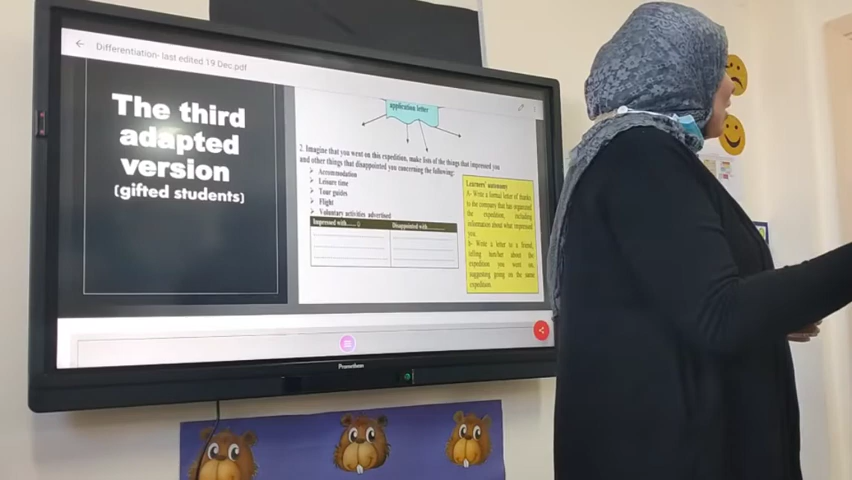 Differentiation- last edited 19 Dec.pdf
The third
adapted
version
(gifted students)
application letter
2. Imagine that you went on this expedition, make lists of the things that impressed you
and other things that disappointed you concerning the following:
Accommodation
Leisure time
Tour guides
Flight
Voluntary activities advertised
Impressed with
Disappointed with
Learners' autonomy
A- Write a formal letter of thanks
to the company that has organized
the expedition, including
information about what impressed
you.
b- Write a letter to a friend,
telling him/her about the
expedition you went on,
suggesting going on the same
expedition.
Promethean